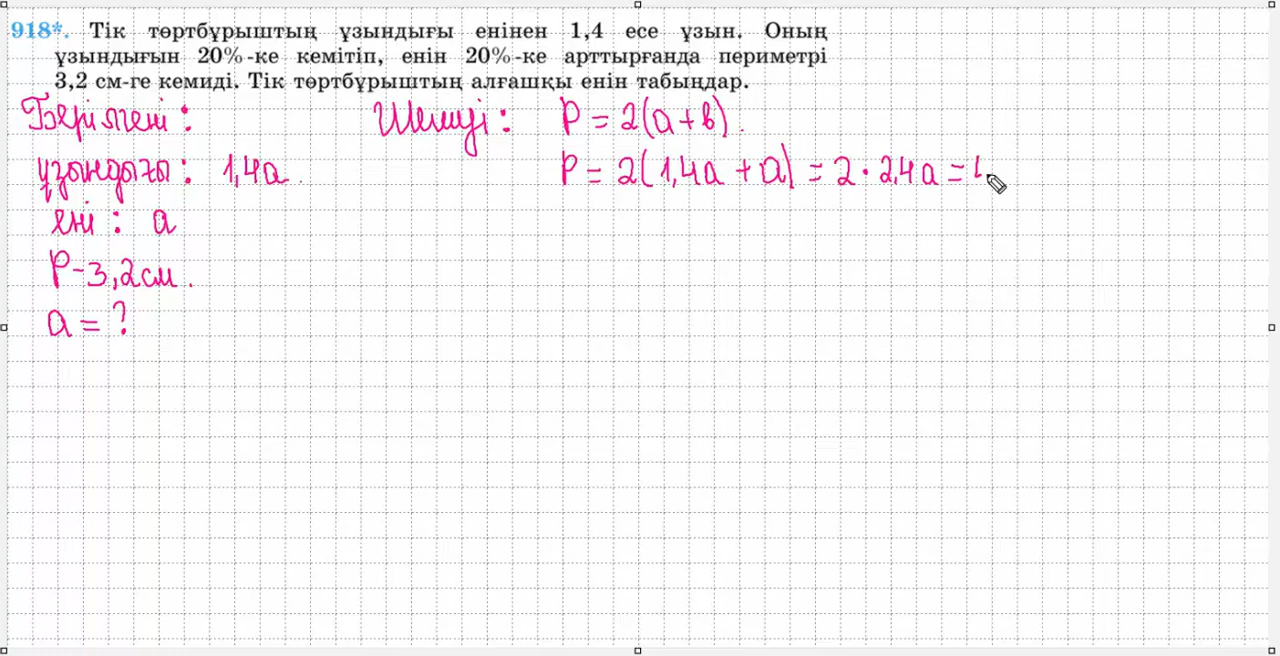 918*. Тік төртбұрыштың ұзындығы енінен 1,4 есе ұзын. Оның
ұзындығын 20%-ке кемітіп, енін 20%-ке арттырғанда периметрі
3,2 см-ге кемиді. Тік төртбұрыштың алғашқы енін табыңдар.
Берілгені: Шешуі: P = 2(a+b).
ұзындығы: 1,4a. P = 2(1,4a + a) = 2 · 2,4a =
ені: a
P-3,2см.
a = ?